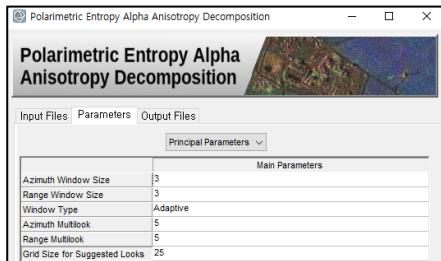 Polarimetric Entropy Alpha Anisotropy Decomposition
Polarimetric Entropy Alpha
Anisotropy Decomposition
Input Files Parameters Output Files
Principal Parameters
Main Parameters
Azimuth Window Size 3
Range Window Size 3
Window Type Adaptive
Azimuth Multilook 5
Range Multilook 5
Grid Size for Suggested Looks 25